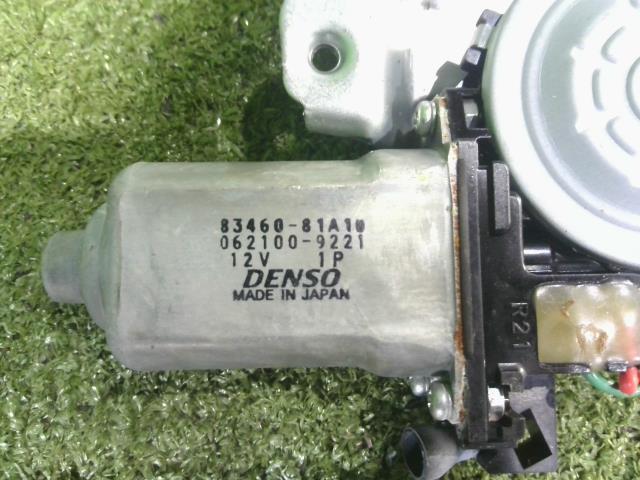 83460-81A10
062100-9221
12V 1P
DENSO
MADE IN JAPAN
R21